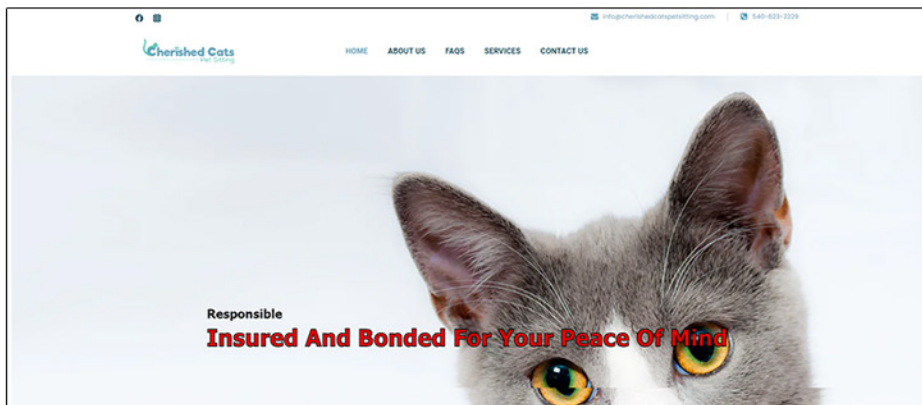 info@cherishedcatspetsitting.com
540-623-2229
Cherished Cats
Pet Sitting
HOME ABOUT US FAQS SERVICES CONTACT US
Responsible
Insured And Bonded For Your Peace Of Mind